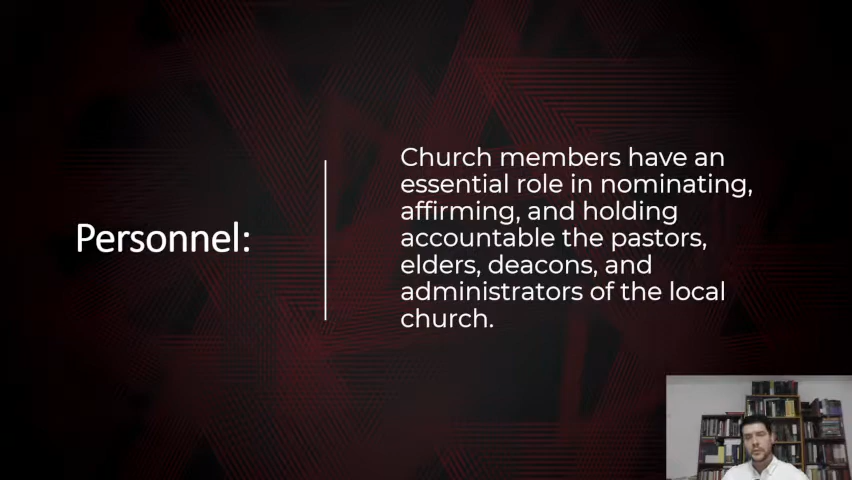 Personnel:
Church members have an
essential role in nominating,
affirming, and holding
accountable the pastors,
elders, deacons, and
administrators of the local
church.